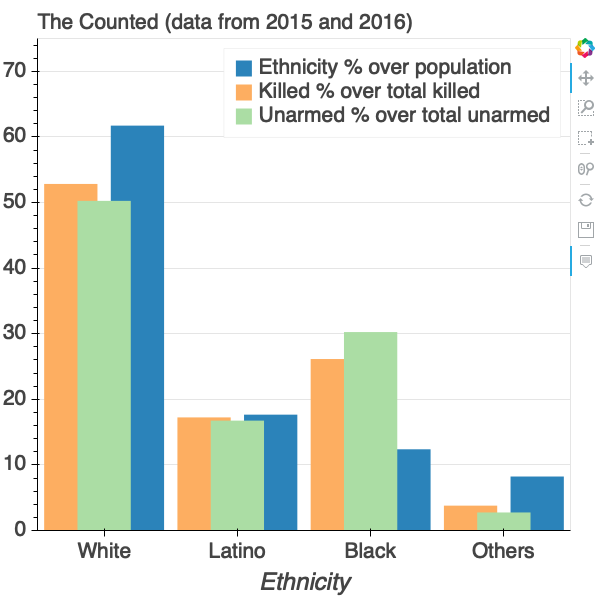 The Counted (data from 2015 and 2016)
Ethnicity % over population
Killed % over total killed
Unarmed % over total unarmed
70
60
50
40
30
20
10
0
White Latino Black Others
Ethnicity